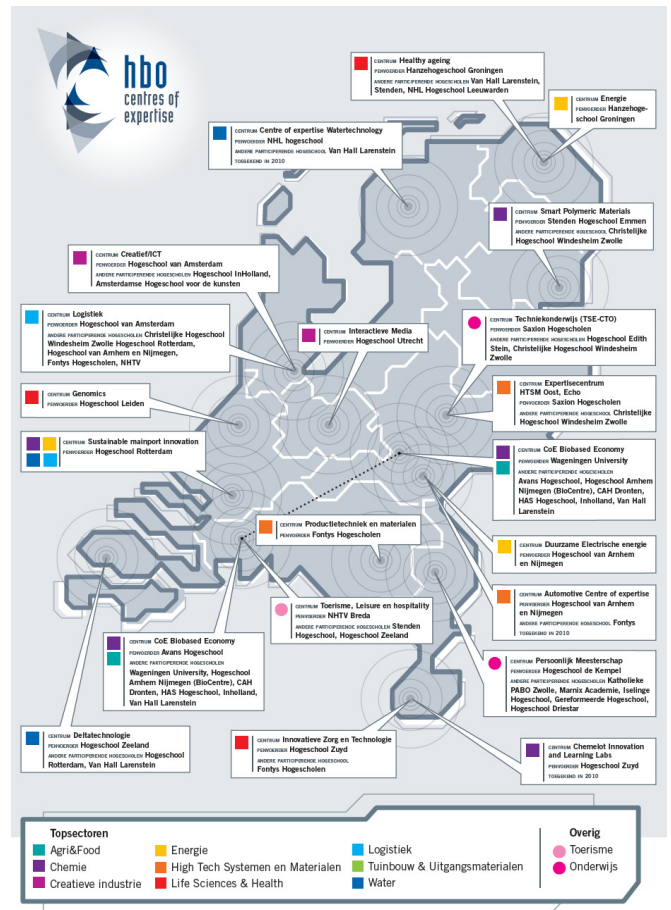 hbo
centres of
expertise
CENTRUM Healthy ageing
PENVOERDER Hanzehogeschool Groningen
ANDERE PARTICIPERENDE HOGESCHOLEN Van Hall Larenstein,
Stenden, NHL Hogeschool Leeuwarden
CENTRUM Energie
PENVOERDER Hanzehoge-
school Groningen
CENTRUM Centre of expertise Watertechnology
PENVOERDER NHL hogeschool
ANDERE PARTICIPERENDE HOGESCHOOL Van Hall Larenstein
TOEGEKEND IN 2010
CENTRUM Smart Polymeric Materials
PENVOERDER Stenden Hogeschool Emmen
ANDERE PARTICIPERENDE HOGESCHOOL Christelijke
Hogeschool Windesheim Zwolle
CENTRUM Creatief/ICT
PENVOERDER Hogeschool van Amsterdam
ANDERE PARTICIPERENDE HOGESCHOLEN Hogeschool InHolland,
Amsterdamse Hogeschool voor de kunsten
CENTRUM Logistiek
PENVOERDER Hogeschool van Amsterdam
ANDERE PARTICIPERENDE HOGESCHOLEN Christelijke Hogeschool
Windesheim Zwolle Hogeschool Rotterdam,
Hogeschool van Arnhem en Nijmegen,
Fontys Hogescholen, NHTV
CENTRUM Interactieve Media
PENVOERDER Hogeschool Utrecht
CENTRUM Techniekonderwijs (TSE-CTO)
PENVOERDER Saxion Hogescholen
ANDERE PARTICIPERENDE HOGESCHOLEN Hogeschool Edith
Stein, Christelijke Hogeschool Windesheim
Zwolle
CENTRUM Genomics
PENVOERDER Hogeschool Leiden
CENTRUM Expertisecentrum
HTSM Oost, Echo
PENVOERDER Saxion Hogescholen
ANDERE PARTICIPERENDE HOGESCHOOL Christelijke
Hogeschool Windesheim Zwolle
CENTRUM Sustainable mainport innovation
PENVOERDER Hogeschool Rotterdam
CENTRUM CoE Biobased Economy
PENVOERDER Wageningen University
ANDERE PARTICIPERENDE HOGESCHOLEN
Avans Hogeschool, Hogeschool Arnhem
Nijmegen (BioCentre), CAH Dronten,
HAS Hogeschool, Inholland, Van Hall
Larenstein
CENTRUM Productietechniek en materialen
PENVOERDER Fontys Hogescholen
CENTRUM Duurzame Electrische energie
PENVOERDER Hogeschool van Arnhem
en Nijmegen
CENTRUM Automotive Centre of expertise
PENVOERDER Hogeschool van Arnhem
en Nijmegen
ANDERE PARTICIPERENDE HOGESCHOOL Fontys
TOEGEKEND IN 2010
CENTRUM Toerisme, Leisure en hospitality
PENVOERDER NHTV Breda
ANDERE PARTICIPERENDE HOGESCHOLEN Stenden
Hogeschool, Hogeschool Zeeland
CENTRUM CoE Biobased Economy
PENVOERDER Avans Hogeschool
ANDERE PARTICIPERENDE HOGESCHOLEN
Wageningen University, Hogeschool
Arnhem Nijmegen (BioCentre), CAH
Dronten, HAS Hogeschool, Inholland,
Van Hall Larenstein
CENTRUM Persoonlijk Meesterschap
PENVOERDER Hogeschool de Kempel
ANDERE PARTICIPERENDE HOGESCHOLEN Katholieke
PABO Zwolle, Marnix Academie, Iselinge
Hogeschool, Gereformeerde Hogeschool,
Hogeschool Driestar
CENTRUM Deltatechnologie
PENVOERDER Hogeschool Zeeland
ANDERE PARTICIPERENDE HOGESCHOLEN Hogeschool
Rotterdam, Van Hall Larenstein
CENTRUM Innovatieve Zorg en Technologie
PENVOERDER Hogeschool Zuyd
ANDERE PARTICIPERENDE HOGESCHOOL
Fontys Hogescholen
CENTRUM Chemelot Innovation
and Learning Labs
PENVOERDER Hogeschool Zuyd
TOEGEKEND IN 2010
Topsectoren
Agri&Food
Chemie
Creatieve industrie
Energie
High Tech Systemen en Materialen
Life Sciences & Health
Logistiek
Tuinbouw & Uitgangsmaterialen
Water
Overig
Toerisme
Onderwijs